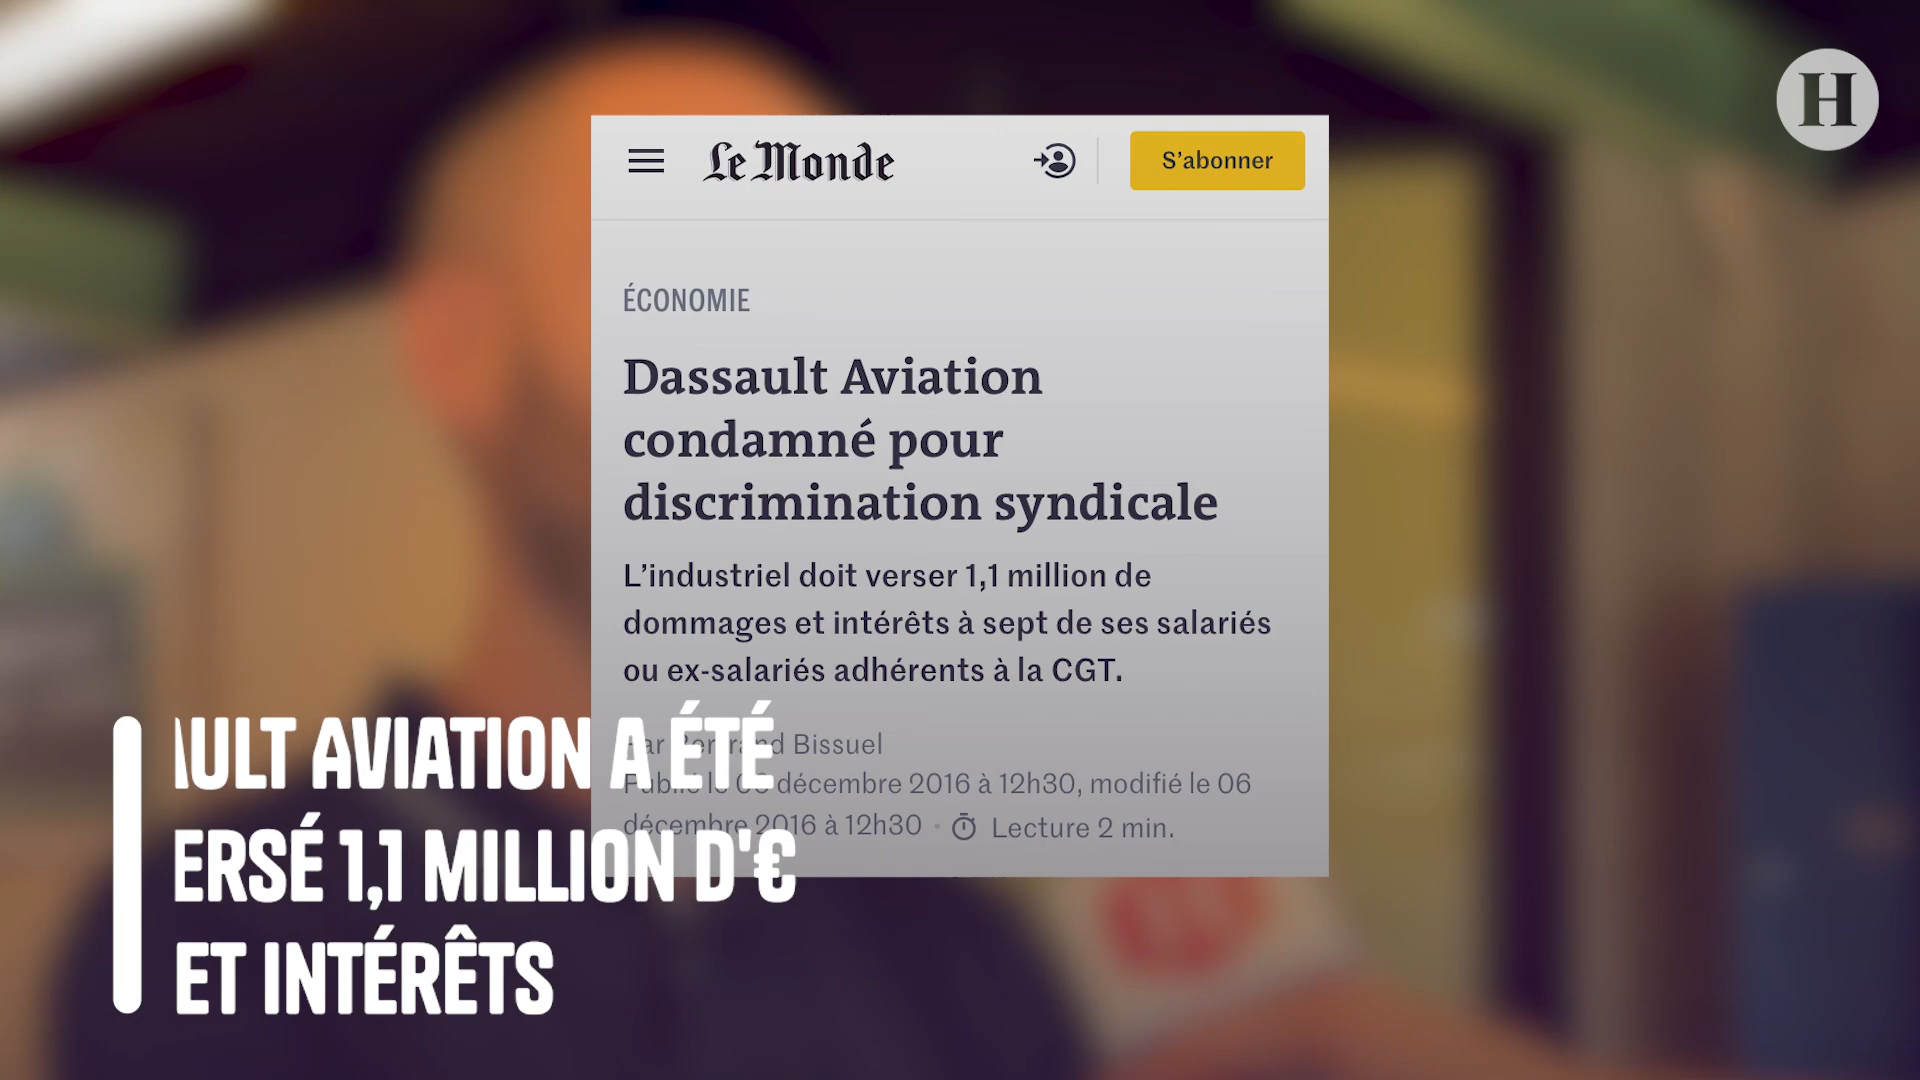 H
Le Monde
S'abonner
ÉCONOMIE
Dassault Aviation
condamné pour
discrimination syndicale
L'industriel doit verser 1,1 million de
dommages et intérêts à sept de ses salariés
ou ex-salariés adhérents à la CGT.
Par Bertrand Bissuel
Publié le 06 décembre 2016 à 12h30, modifié le 06
décembre 2016 à 12h30 • Lecture 2 min.
ULT AVIATION A ÉTÉ
ERSÉ 1,1 MILLION D'€
ET INTÉRÊTS